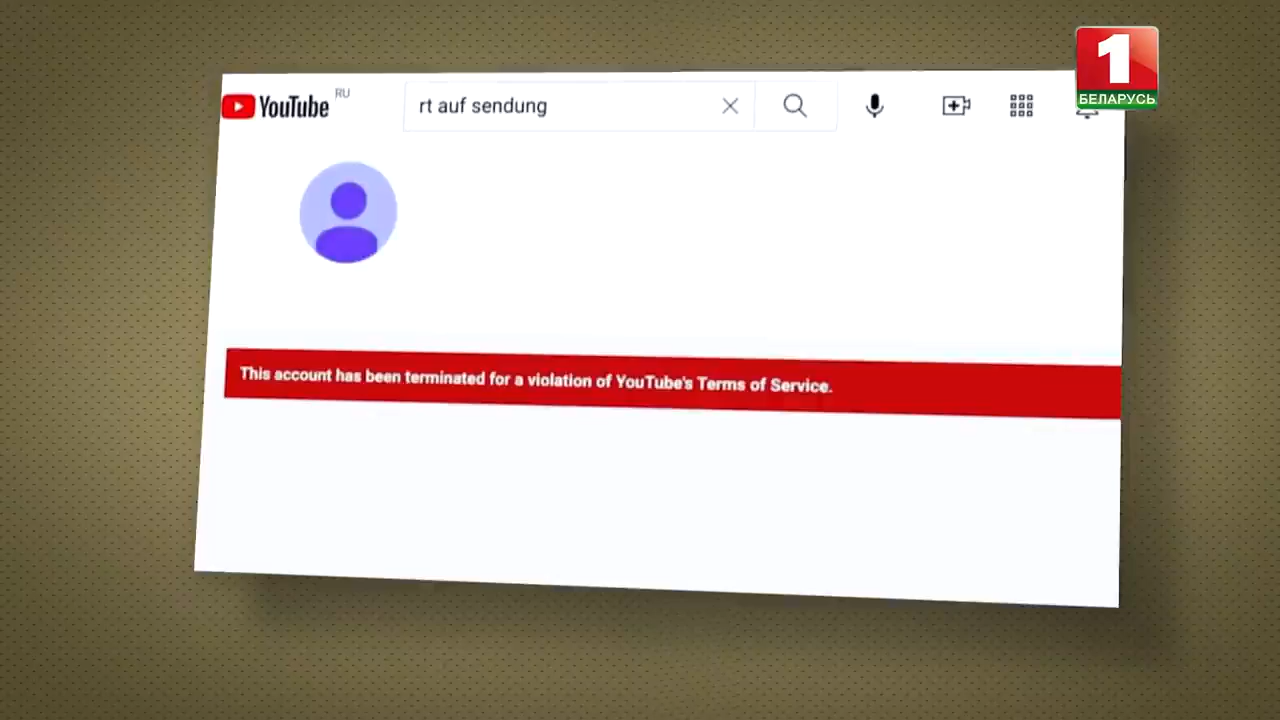 1
БЕЛАРУСЬ
YouTube RU
rt auf sendung
This account has been terminated for a violation of YouTube's Terms of Service.